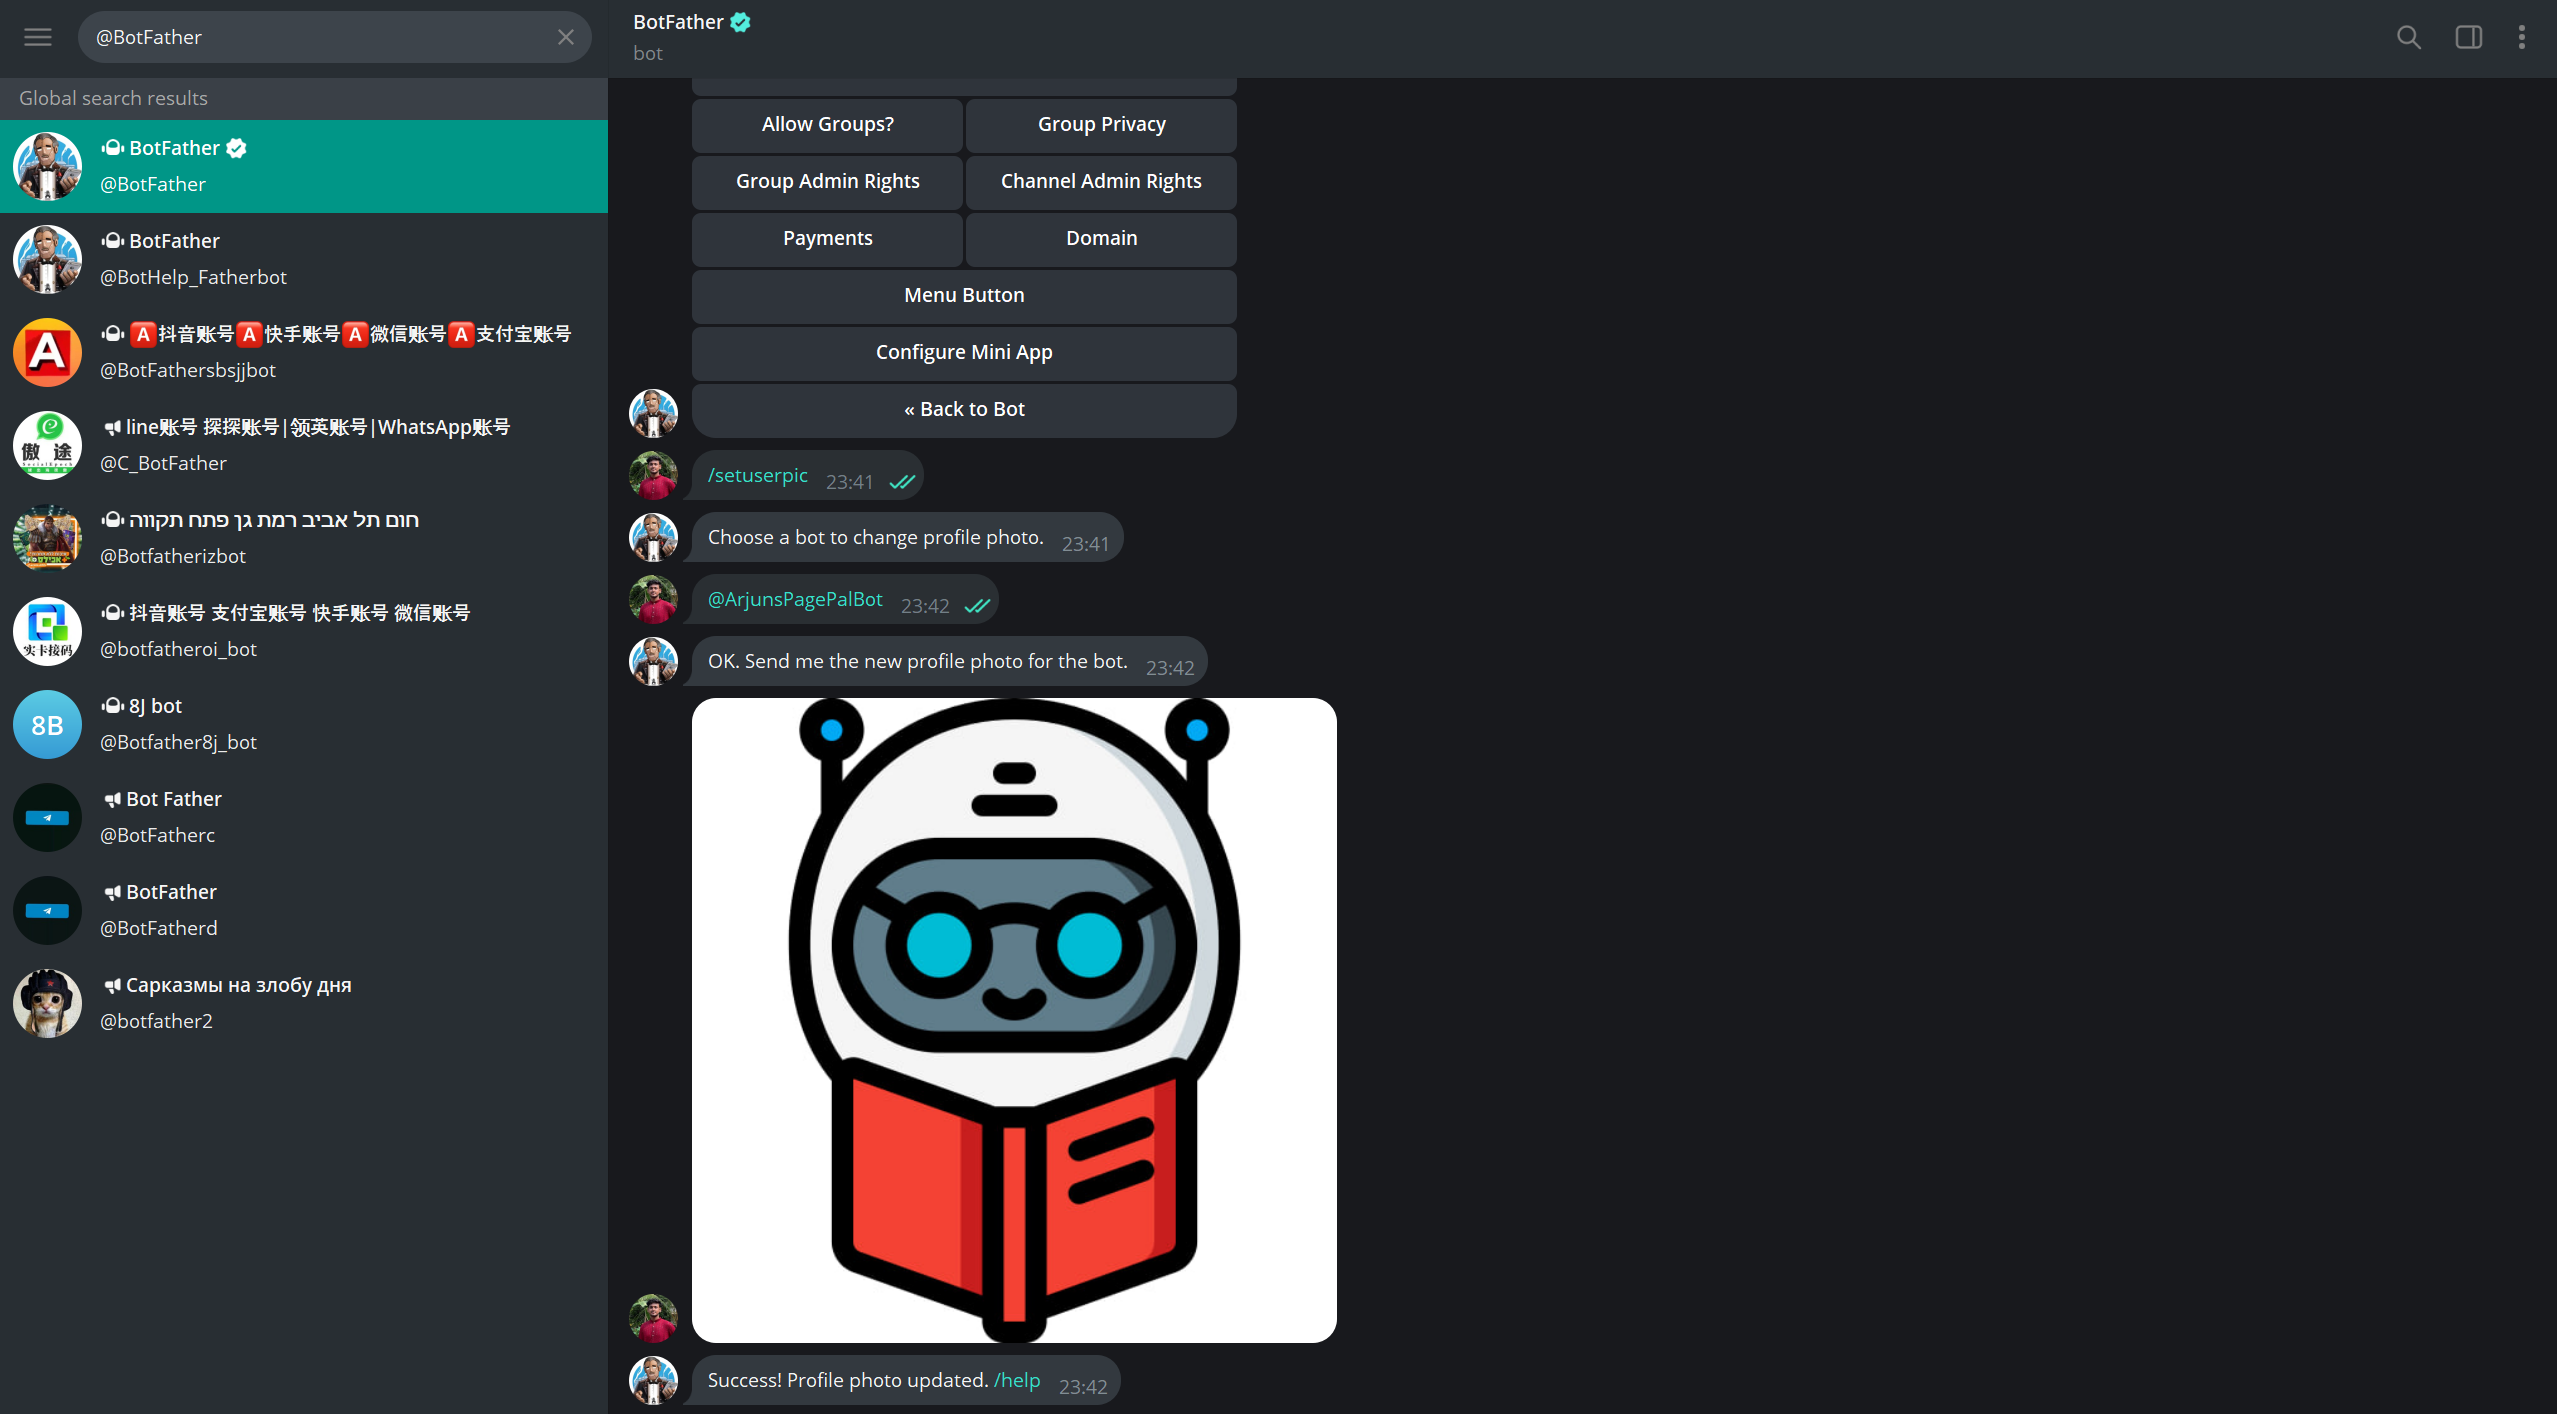 @BotFather
Global search results
BotFather
@BotFather
BotFather
@BotHelp_Fatherbot
🅰抖音账号🅰快手账号🅰微信账号🅰支付宝账号
@BotFathersbsjjbot
line账号 探探账号|领英账号|WhatsApp账号
@C_BotFather
חום תל אביב רמת גן פתח תקווה
@Botfatherizbot
抖音账号 支付宝账号 快手账号 微信账号
@botfatheroi_bot
8B
8J bot
@Botfather8j_bot
Bot Father
@BotFatherc
BotFather
@BotFatherd
Сарказмы на злобу дня
@botfather2
傲 途
实卡接码
BotFather
bot
Allow Groups?
Group Privacy
Group Admin Rights
Channel Admin Rights
Payments
Domain
Menu Button
Configure Mini App
« Back to Bot
/setuserpic 23:41
Choose a bot to change profile photo. 23:41
@ArjunsPagePalBot 23:42
OK. Send me the new profile photo for the bot. 23:42
Success! Profile photo updated. /help 23:42